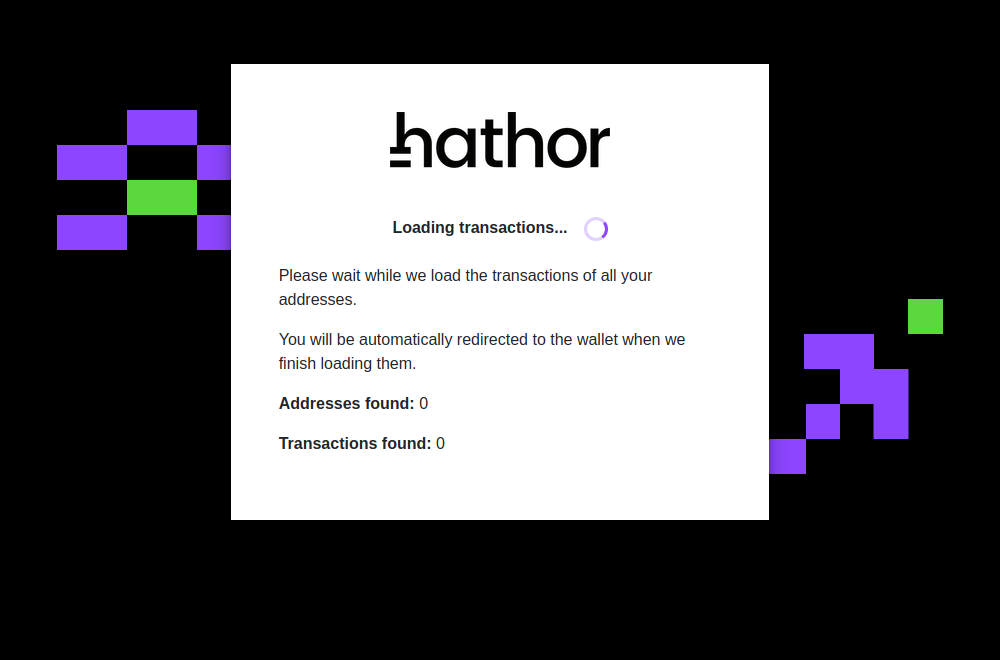 hathor
Loading transactions...
Please wait while we load the transactions of all your
addresses.
You will be automatically redirected to the wallet when we
finish loading them.
Addresses found: 0
Transactions found: 0